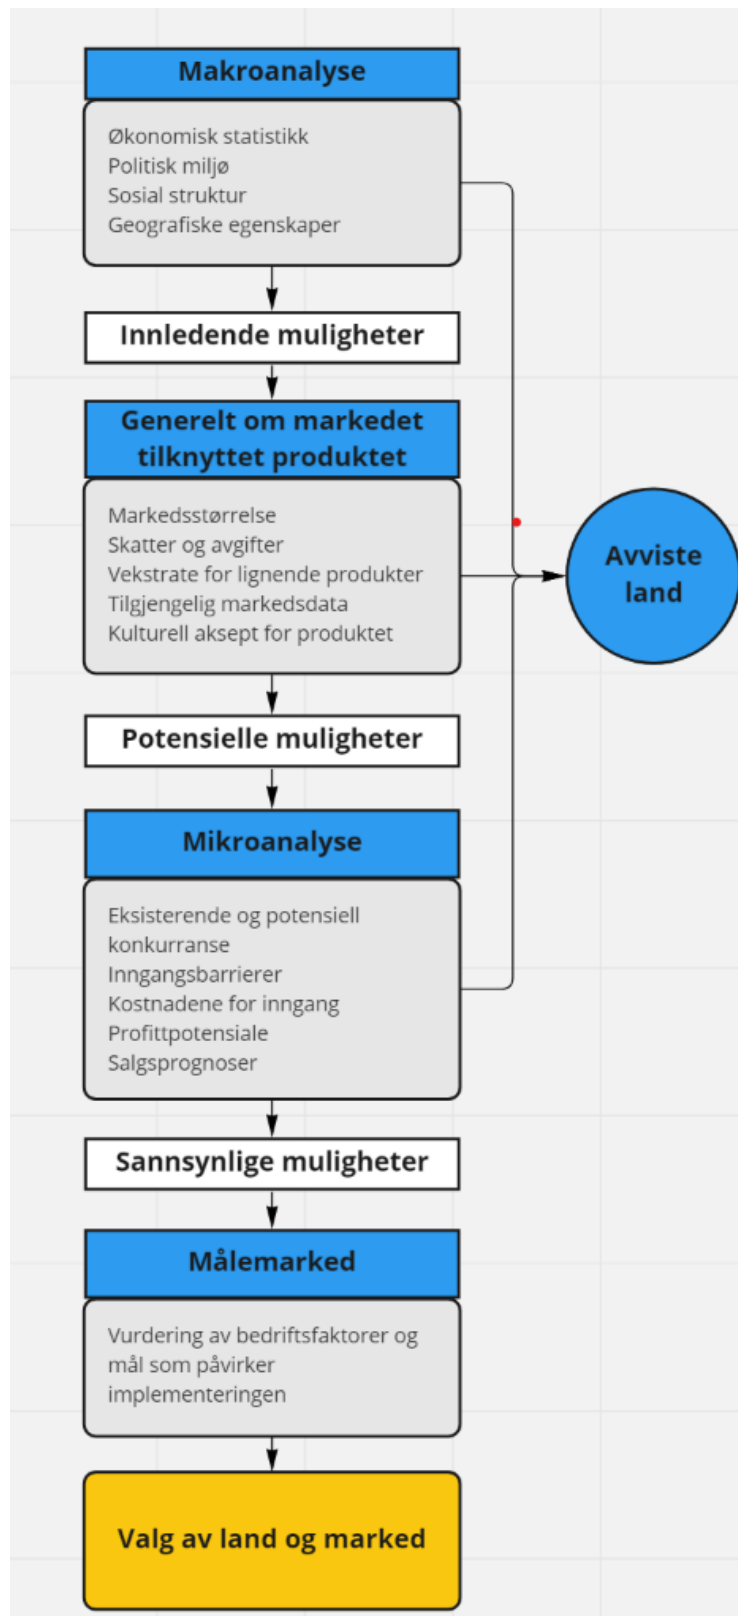 Makroanalyse
Økonomisk statistikk
Politisk miljø
Sosial struktur
Geografiske egenskaper
Innledende muligheter
Generelt om markedet
tilknyttet produktet
Markedsstørrelse
Skatter og avgifter
Vekstrate for lignende produkter
Tilgjengelig markedsdata
Kulturell aksept for produktet
Avviste
land
Potensielle muligheter
Mikroanalyse
Eksisterende og potensiell
konkurranse
Inngangsbarrierer
Kostnadene for inngang
Profittpotensiale
Salgsprognoser
Sannsynlige muligheter
Målemarked
Vurdering av bedriftsfaktorer og
mål som påvirker
implementeringen
Valg av land og marked